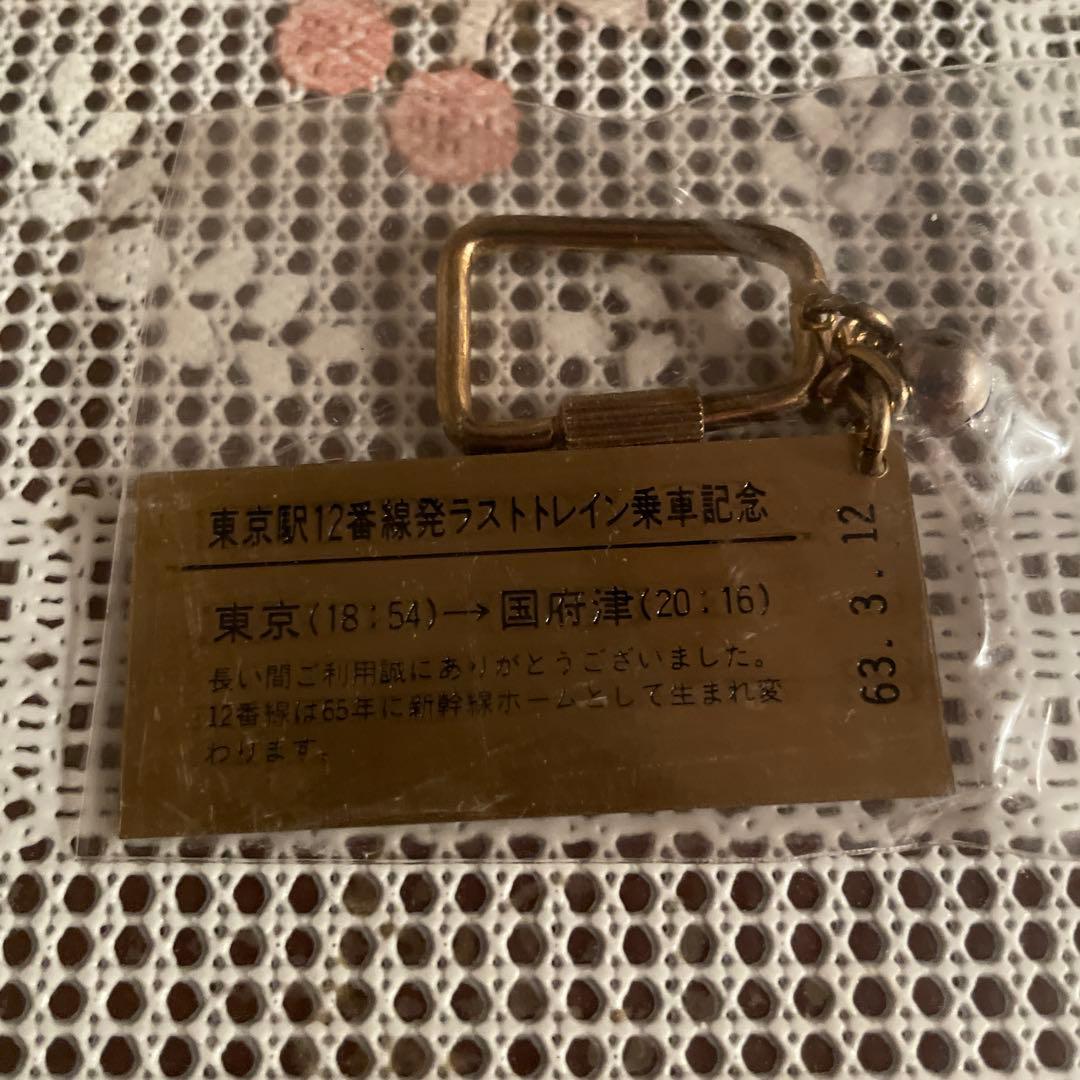 東京駅12番線発ラストトレイン乗車記念
東京(18:54)→国府津(20:16)
長い間ご利用誠にありがとうございました。
12番線は65年に新幹線ホームとして生まれ変
わります。
63.3.12